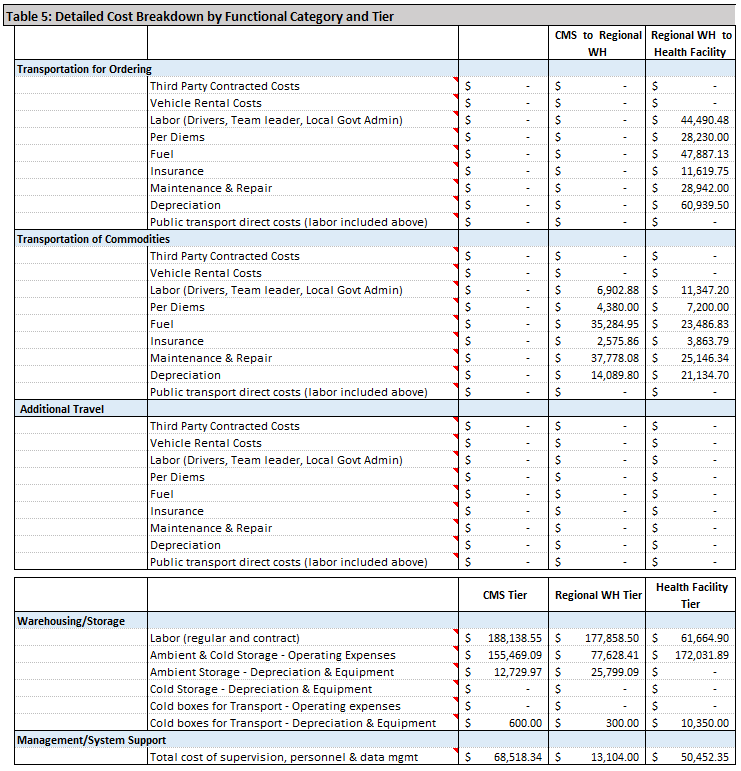 Table 5: Detailed Cost Breakdown by Functional Category and Tier
CMS to Regional WH Regional WH to Health Facility
Transportation for Ordering
Third Party Contracted Costs $ - $ - $ -
Vehicle Rental Costs $ - $ - $ -
Labor (Drivers, Team leader, Local Govt Admin) $ - $ - $ 44,490.48
Per Diems $ - $ - $ 28,230.00
Fuel $ - $ - $ 47,887.13
Insurance $ - $ - $ 11,619.75
Maintenance & Repair $ - $ - $ 28,942.00
Depreciation $ - $ - $ 60,939.50
Public transport direct costs (labor included above) $ - $ - $ -
Transportation of Commodities
Third Party Contracted Costs $ - $ - $ -
Vehicle Rental Costs $ - $ - $ -
Labor (Drivers, Team leader, Local Govt Admin) $ - $ 6,902.88 $ 11,347.20
Per Diems $ - $ 4,380.00 $ 7,200.00
Fuel $ - $ 35,284.95 $ 23,486.83
Insurance $ - $ 2,575.86 $ 3,863.79
Maintenance & Repair $ - $ 37,778.08 $ 25,146.34
Depreciation $ - $ 14,089.80 $ 21,134.70
Public transport direct costs (labor included above) $ - $ - $ -
Additional Travel
Third Party Contracted Costs $ - $ - $ -
Vehicle Rental Costs $ - $ - $ -
Labor (Drivers, Team leader, Local Govt Admin) $ - $ - $ -
Per Diems $ - $ - $ -
Fuel $ - $ - $ -
Insurance $ - $ - $ -
Maintenance & Repair $ - $ - $ -
Depreciation $ - $ - $ -
Public transport direct costs (labor included above) $ - $ - $ -
CMS Tier Regional WH Tier Health Facility Tier
Warehousing/Storage
Labor (regular and contract) $ 188,138.55 $ 177,858.50 $ 61,664.90
Ambient & Cold Storage - Operating Expenses $ 155,469.09 $ 77,628.41 $ 172,031.89
Ambient Storage - Depreciation & Equipment $ 12,729.97 $ 25,799.09 $ -
Cold Storage - Depreciation & Equipment $ - $ - $ -
Cold boxes for Transport - Operating expenses $ - $ - $ -
Cold boxes for Transport - Depreciation & Equipment $ 600.00 $ 300.00 $ 10,350.00
Management/System Support
Total cost of supervision, personnel & data mgmt $ 68,518.34 $ 13,104.00 $ 50,452.35